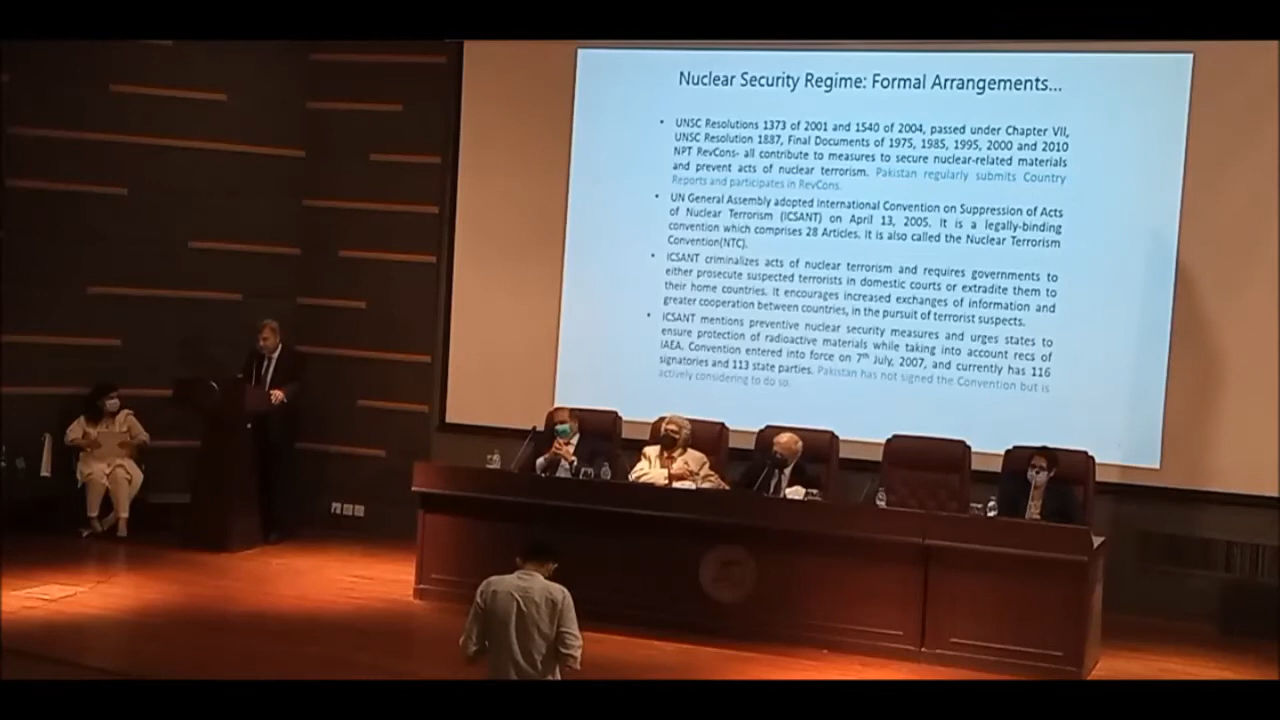 Nuclear Security Regime: Formal Arrangements...
• UNSC Resolutions 1373 of 2001 and 1540 of 2004, passed under Chapter VII,
UNSC Resolution 1887, Final Documents of 1975, 1985, 1995, 2000 and 2010
NPT RevCons- all contribute to measures to secure nuclear-related materials
and prevent acts of nuclear terrorism. Pakistan regularly submits Country
Reports and participates in RevCons.
• UN General Assembly adopted International Convention on Suppression of Acts
of Nuclear Terrorism (ICSANT) on April 13, 2005. It is a legally-binding
convention which comprises 28 Articles. It is also called the Nuclear Terrorism
Convention(NTC).
• ICSANT criminalizes acts of nuclear terrorism and requires governments to
either prosecute suspected terrorists in domestic courts or extradite them to
their home countries. It encourages increased exchanges of information and
greater cooperation between countries, in the pursuit of terrorist suspects.
• ICSANT mentions preventive nuclear security measures and urges states to
ensure protection of radioactive materials while taking into account recs of
IAEA. Convention entered into force on 7th July, 2007, and currently has 116
signatories and 113 state parties. Pakistan has not signed the Convention but is
actively considering to do so.